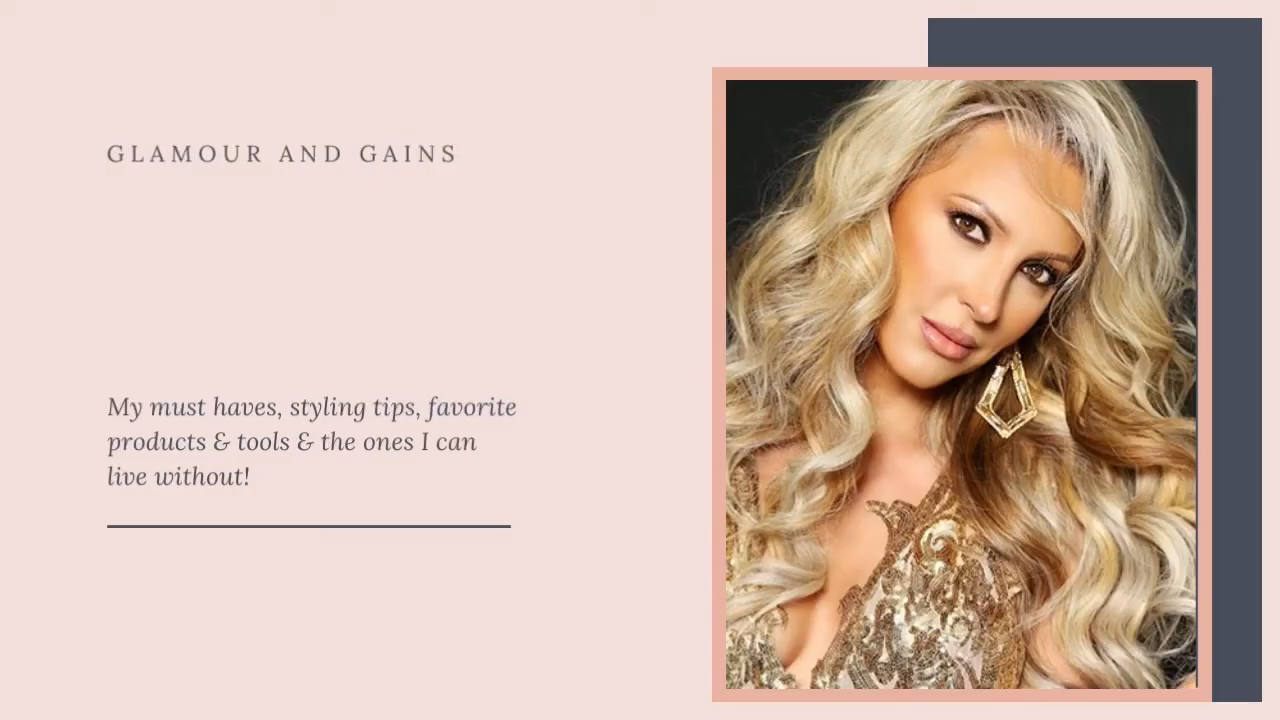 GLAMOUR AND GAINS
My must haves, styling tips, favorite
products & tools & the ones I can
live without!